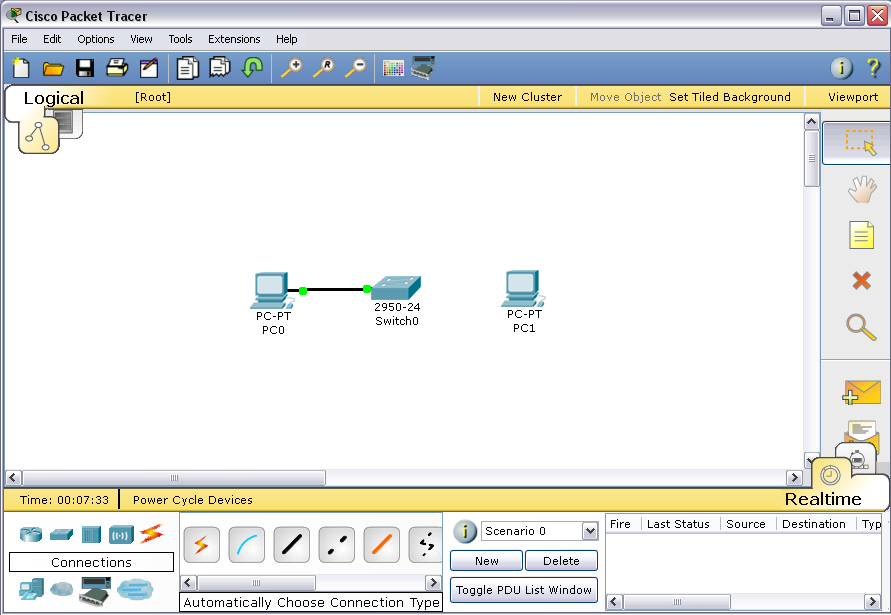 Cisco Packet Tracer
File Edit Options View Tools Extensions Help
Logical [Root] New Cluster Move Object Set Tiled Background Viewport
PC-PT
PC0
2950-24
Switch0
PC-PT
PC1
Time: 00:07:33 Power Cycle Devices Realtime
Connections
Automatically Choose Connection Type
Scenario 0
New Delete
Toggle PDU List Window
Fire Last Status Source Destination Typ